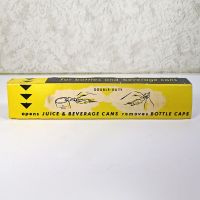 for bottles and beverage cans
DOUBLE-DUTY
opens JUICE & BEVERAGE CANS removes BOTTLE CAPS